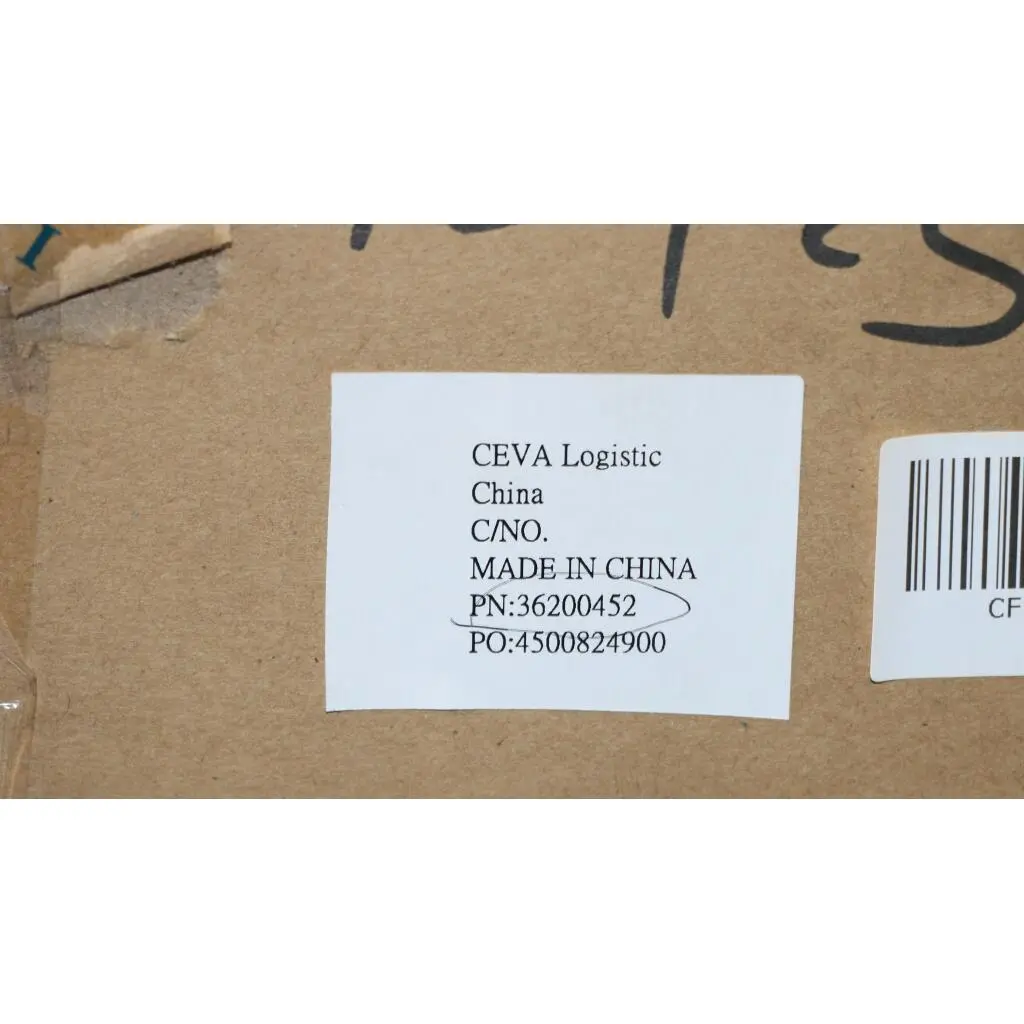 I
CEVA Logistic
China
C/NO.
MADE IN CHINA
PN:36200452
PO:4500824900
CF